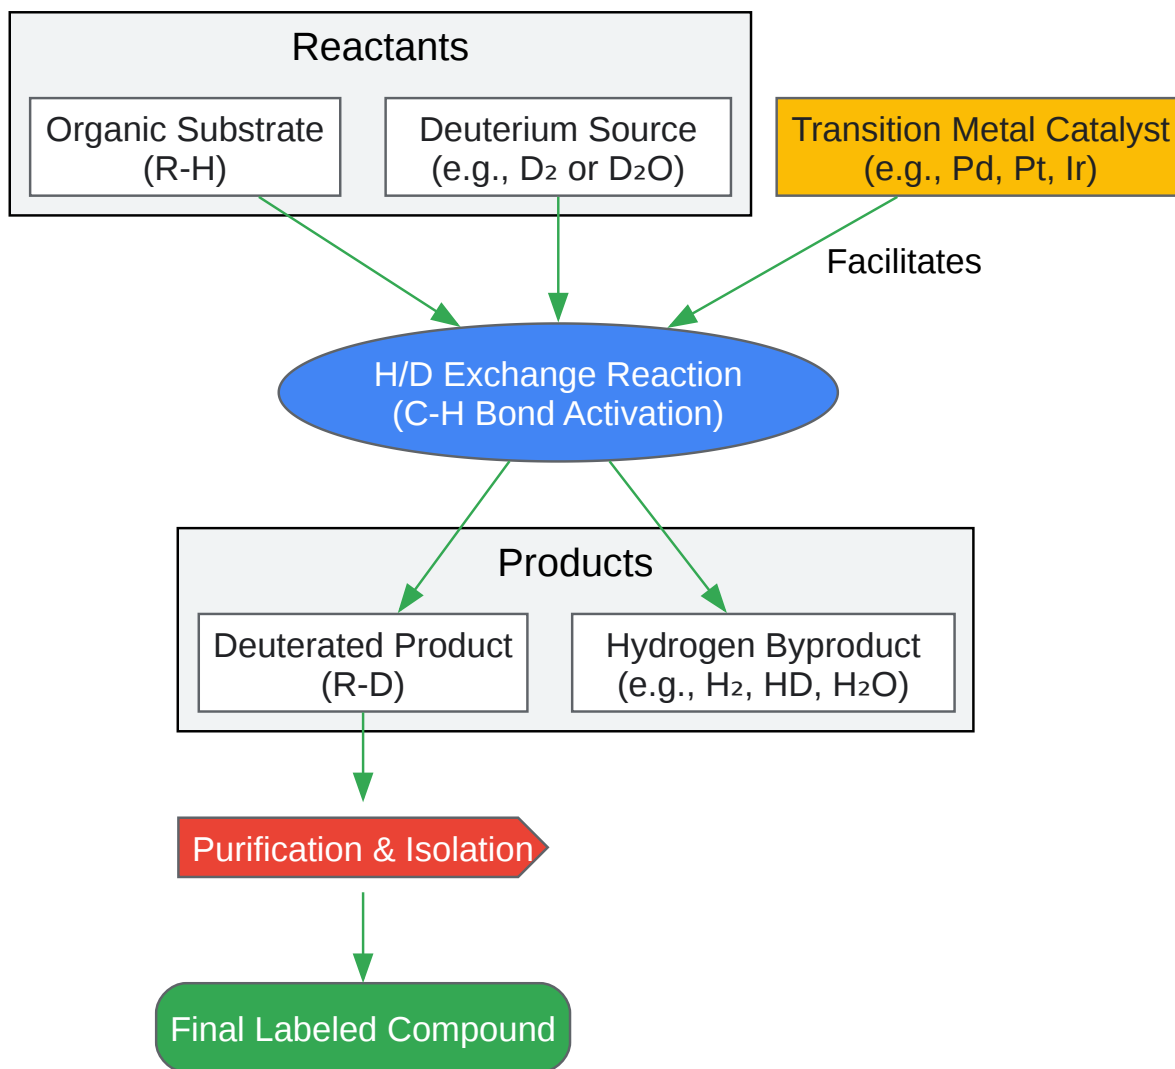 Reactants
Organic Substrate
(R-H)
Deuterium Source
(e.g., D₂ or D₂O)
Transition Metal Catalyst
(e.g., Pd, Pt, Ir)
Facilitates
H/D Exchange Reaction
(C-H Bond Activation)
Products
Deuterated Product
(R-D)
Hydrogen Byproduct
(e.g., H₂, HD, H₂O)
Purification & Isolation
Final Labeled Compound